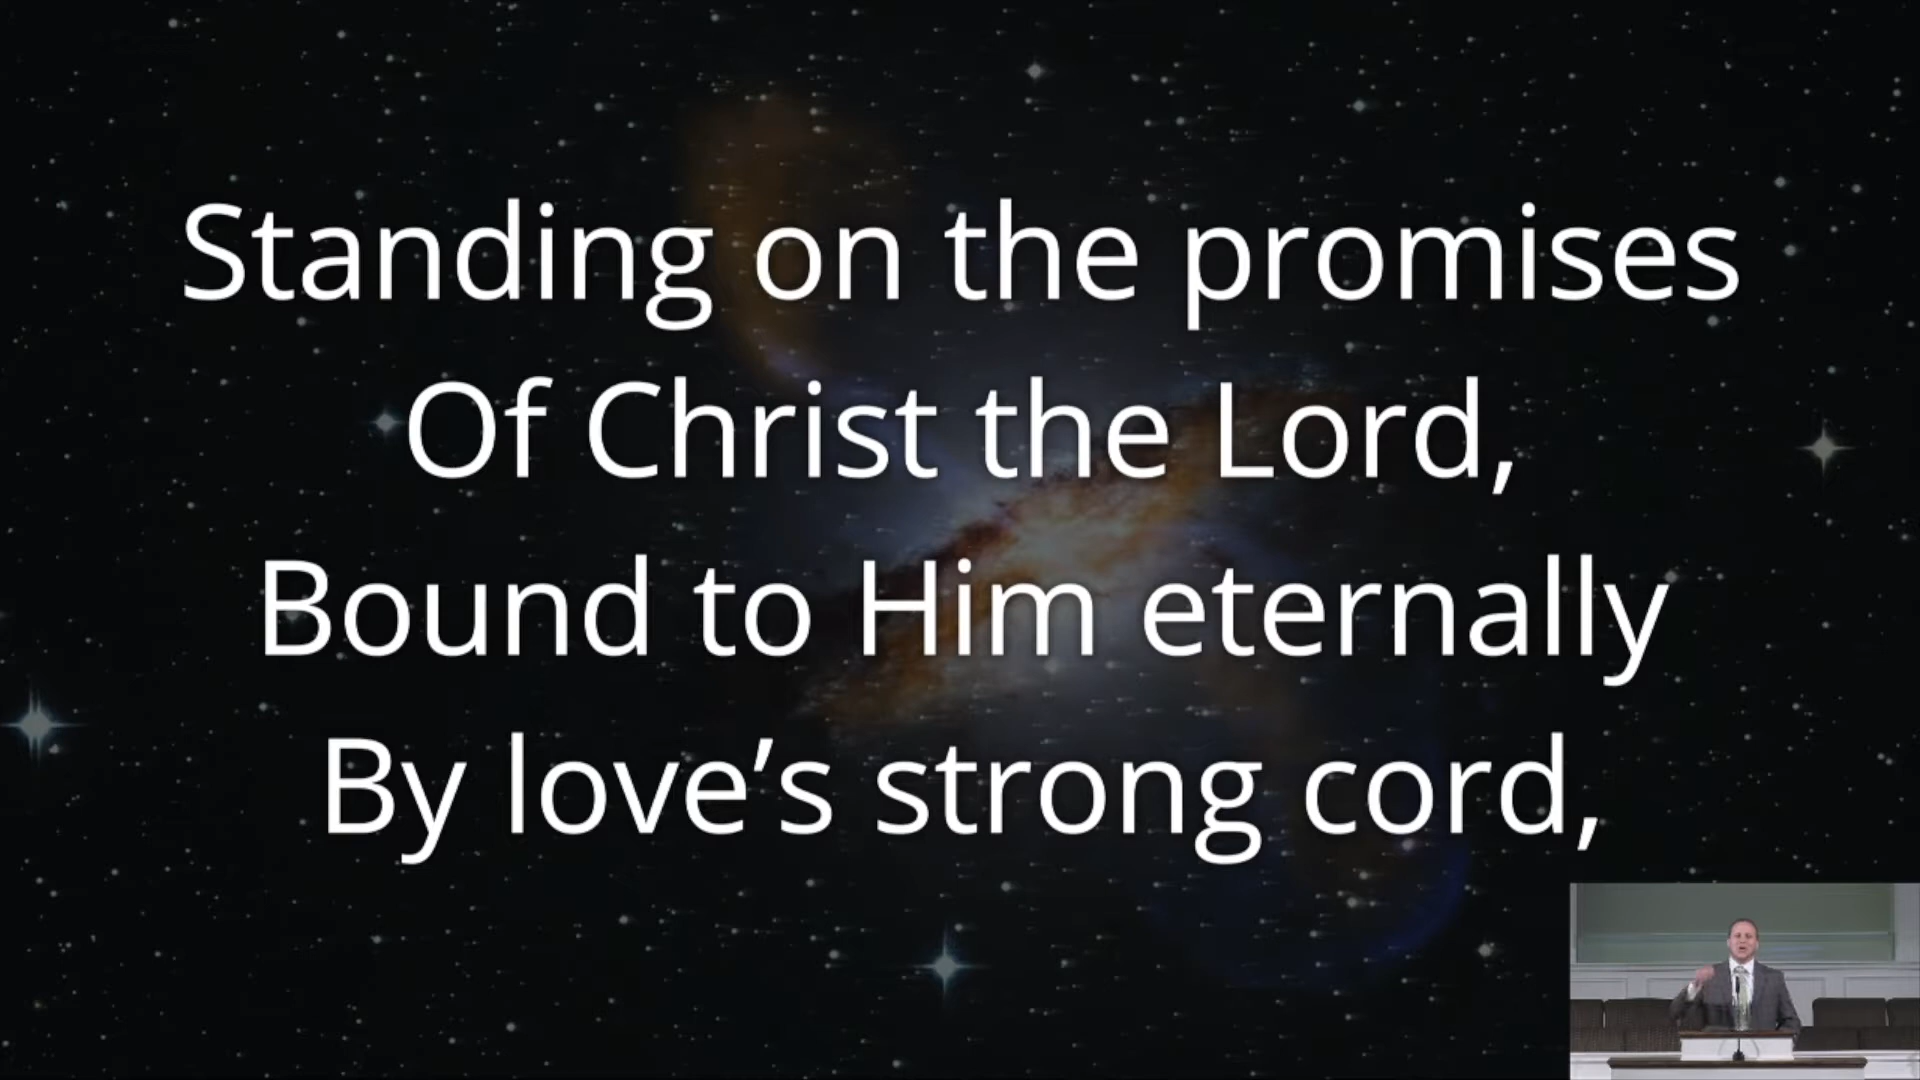 Standing on the promises
Of Christ the Lord,
Bound to Him eternally
By love’s strong cord,